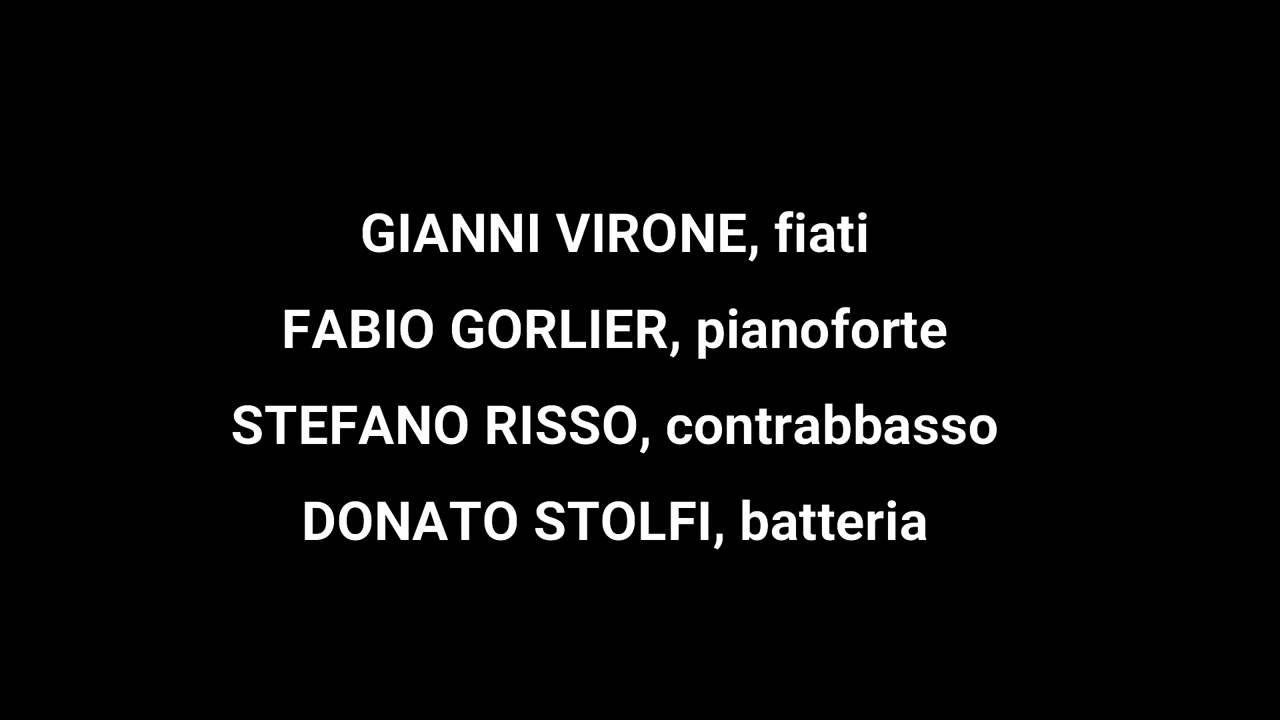 GIANNI VIRONE, fiati
FABIO GORLIER, pianoforte
STEFANO RISSO, contrabbasso
DONATO STOLFI, batteria